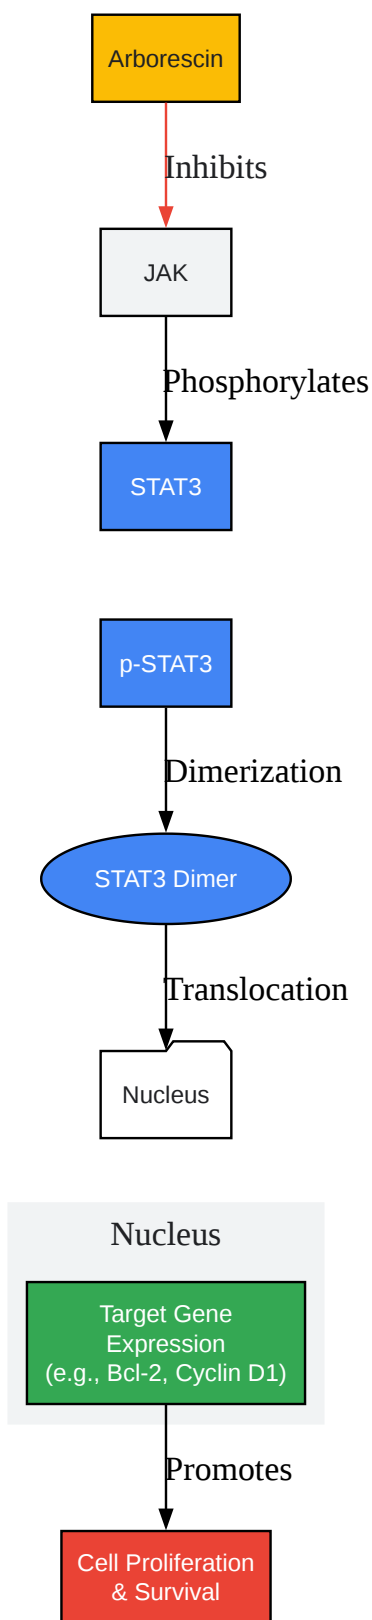 Arborescin
Inhibits
JAK
Phosphorylates
STAT3
p-STAT3
Dimerization
STAT3 Dimer
Translocation
Nucleus
Nucleus
Target Gene
Expression
(e.g., Bcl-2, Cyclin D1)
Promotes
Cell Proliferation
& Survival